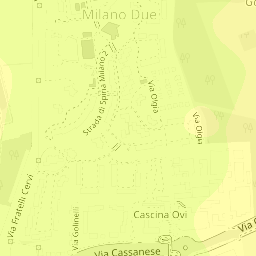 Milano Due
Strada di Spina Milano 2
Via Olgia
Via Olgia
Via Fratelli Cervi
Via Golinelli
Cascina Ovi
Via Cassanese